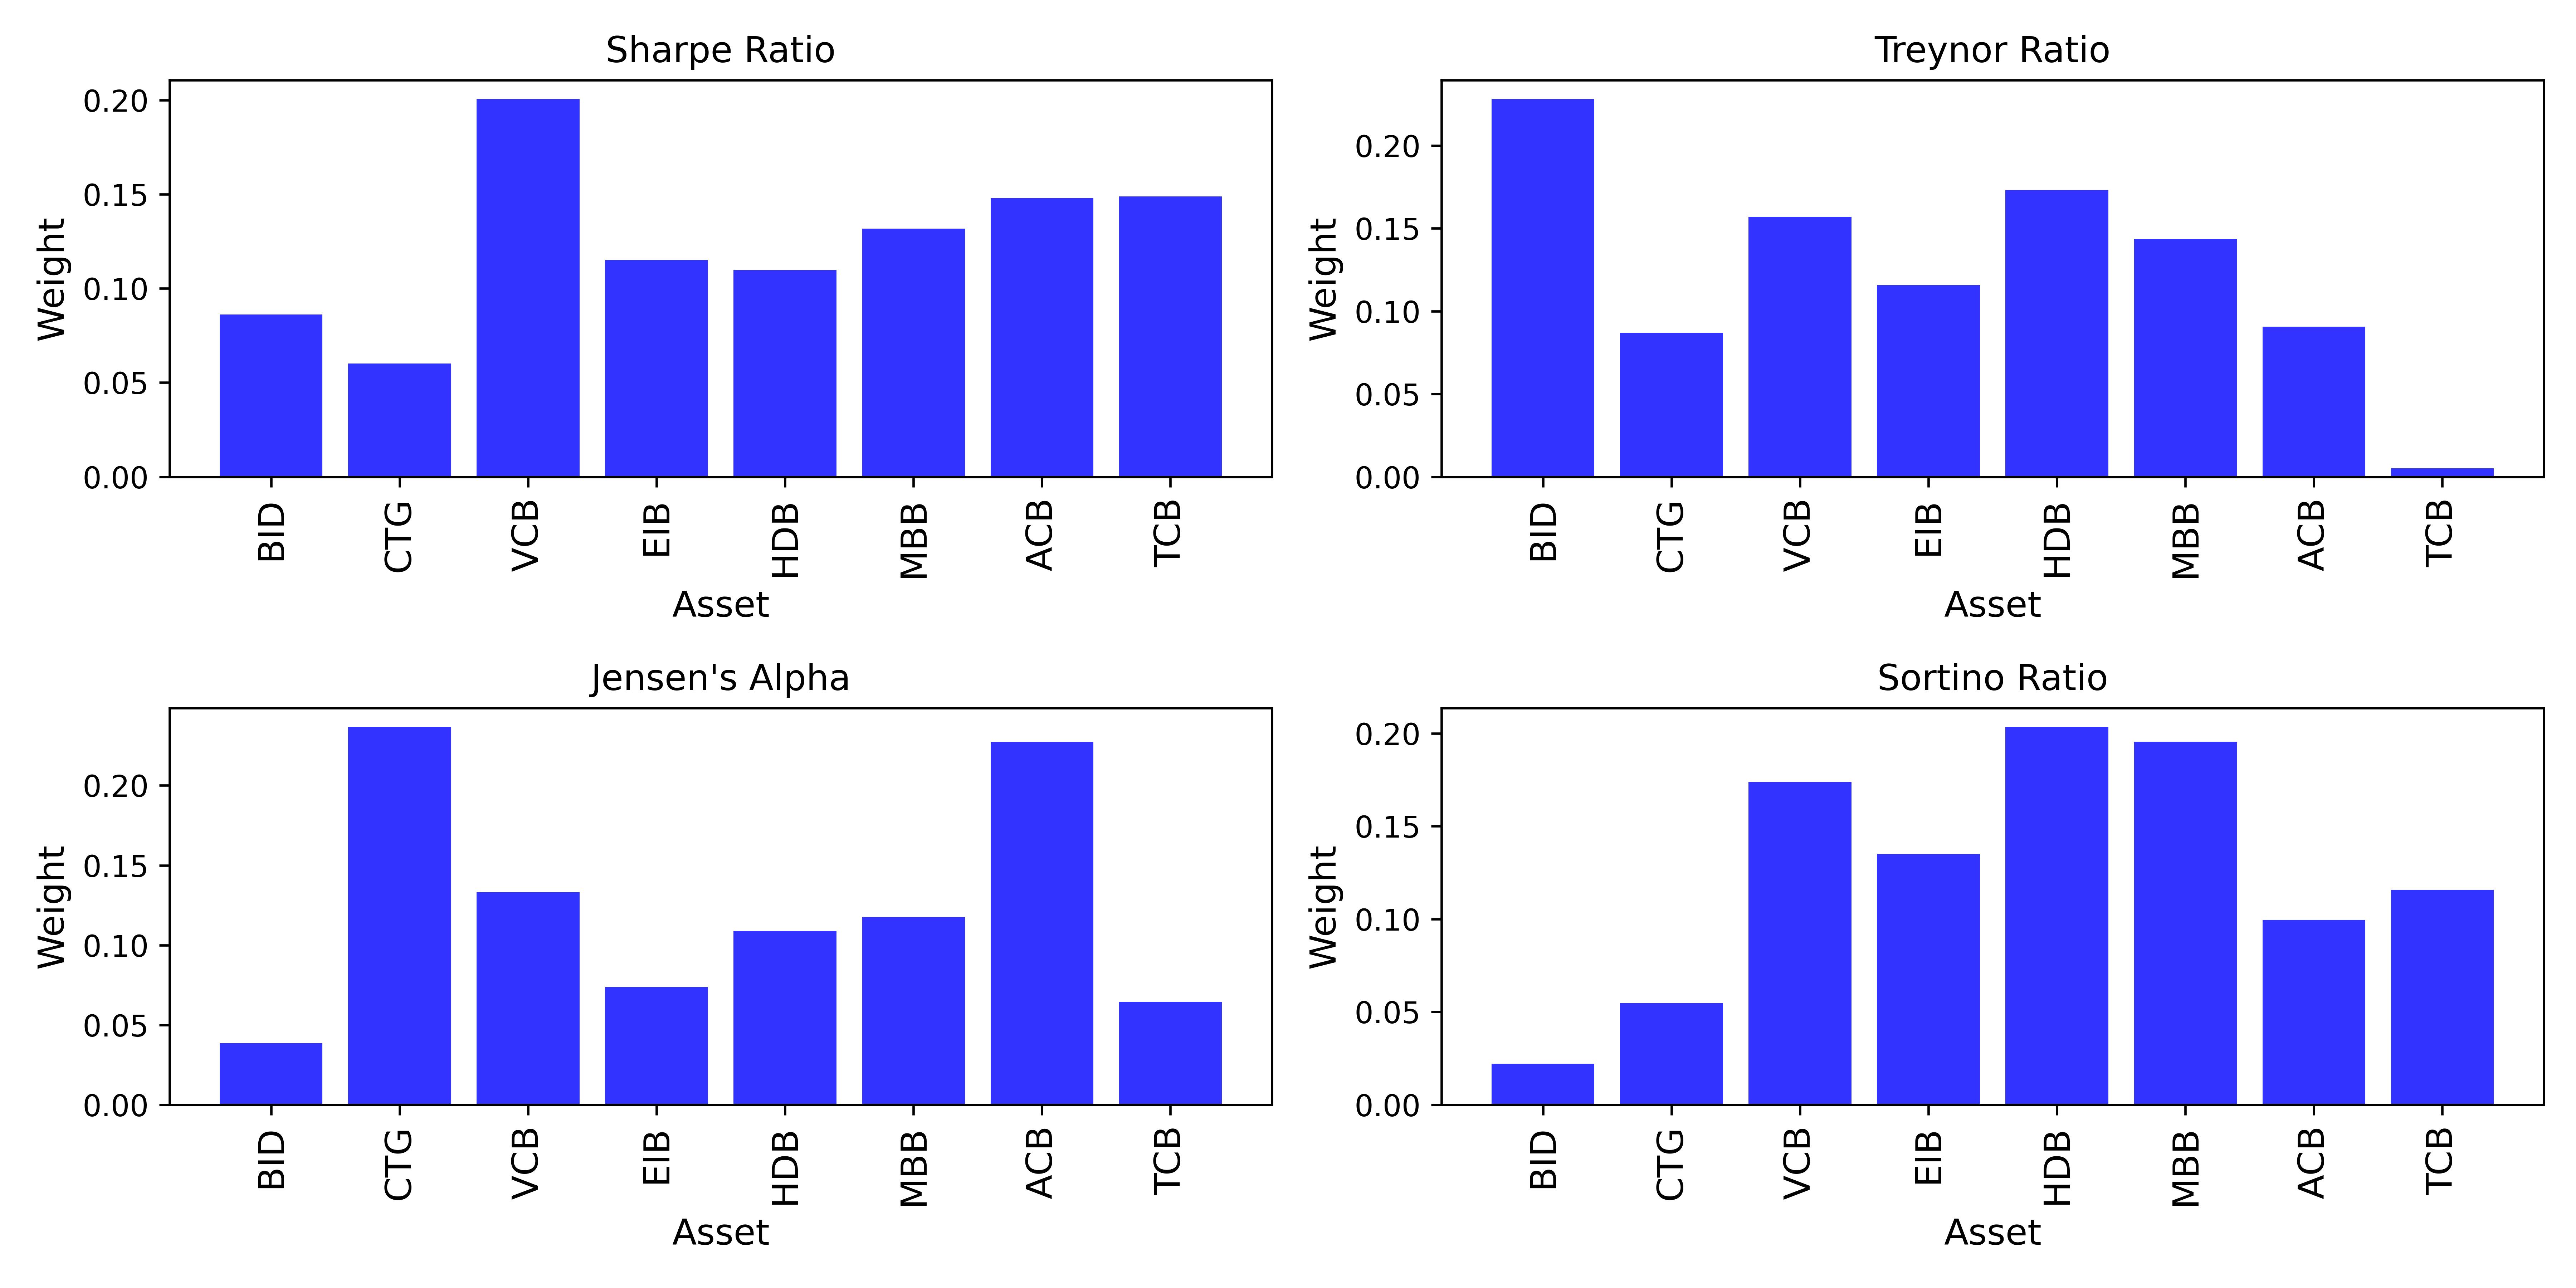 Sharpe Ratio
Weight
0.20
0.15
0.10
0.05
0.00
BID
CTG
VCB
EIB
HDB
MBB
ACB
TCB
Asset
Treynor Ratio
Weight
0.20
0.15
0.10
0.05
0.00
BID
CTG
VCB
EIB
HDB
MBB
ACB
TCB
Asset
Jensen's Alpha
Weight
0.20
0.15
0.10
0.05
0.00
BID
CTG
VCB
EIB
HDB
MBB
ACB
TCB
Asset
Sortino Ratio
Weight
0.20
0.15
0.10
0.05
0.00
BID
CTG
VCB
EIB
HDB
MBB
ACB
TCB
Asset